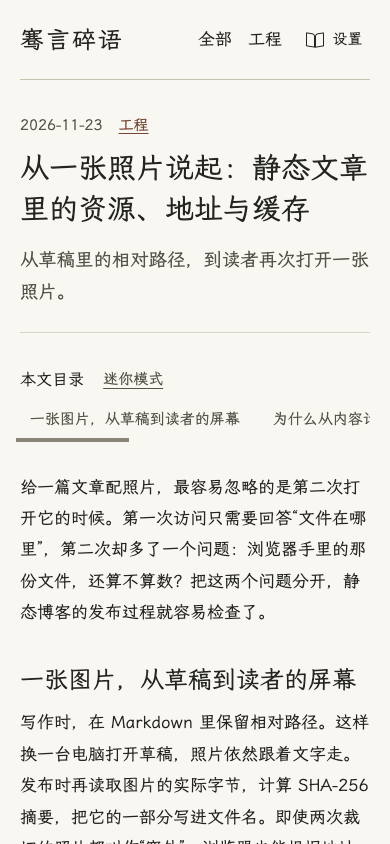 骞言碎语
全部 工程 设置
2026-11-23 工程
从一张照片说起：静态文章
里的资源、地址与缓存
从草稿里的相对路径，到读者再次打开一张
照片。
本文目录 迷你模式
一张图片，从草稿到读者的屏幕 为什么从内容
给一篇文章配照片，最容易忽略的是第二次打
开它的时候。第一次访问只需要回答“文件在哪
里”，第二次却多了一个问题：浏览器手里的那
份文件，还算不算数？把这两个问题分开，静
态博客的发布过程就容易检查了。
一张图片，从草稿到读者的屏幕
写作时，在 Markdown 里保留相对路径。这样
换一台电脑打开草稿，照片依然跟着文字走。
发布时再读取图片的实际字节，计算 SHA-256
摘要，把它的一部分写进文件名。即使两次裁